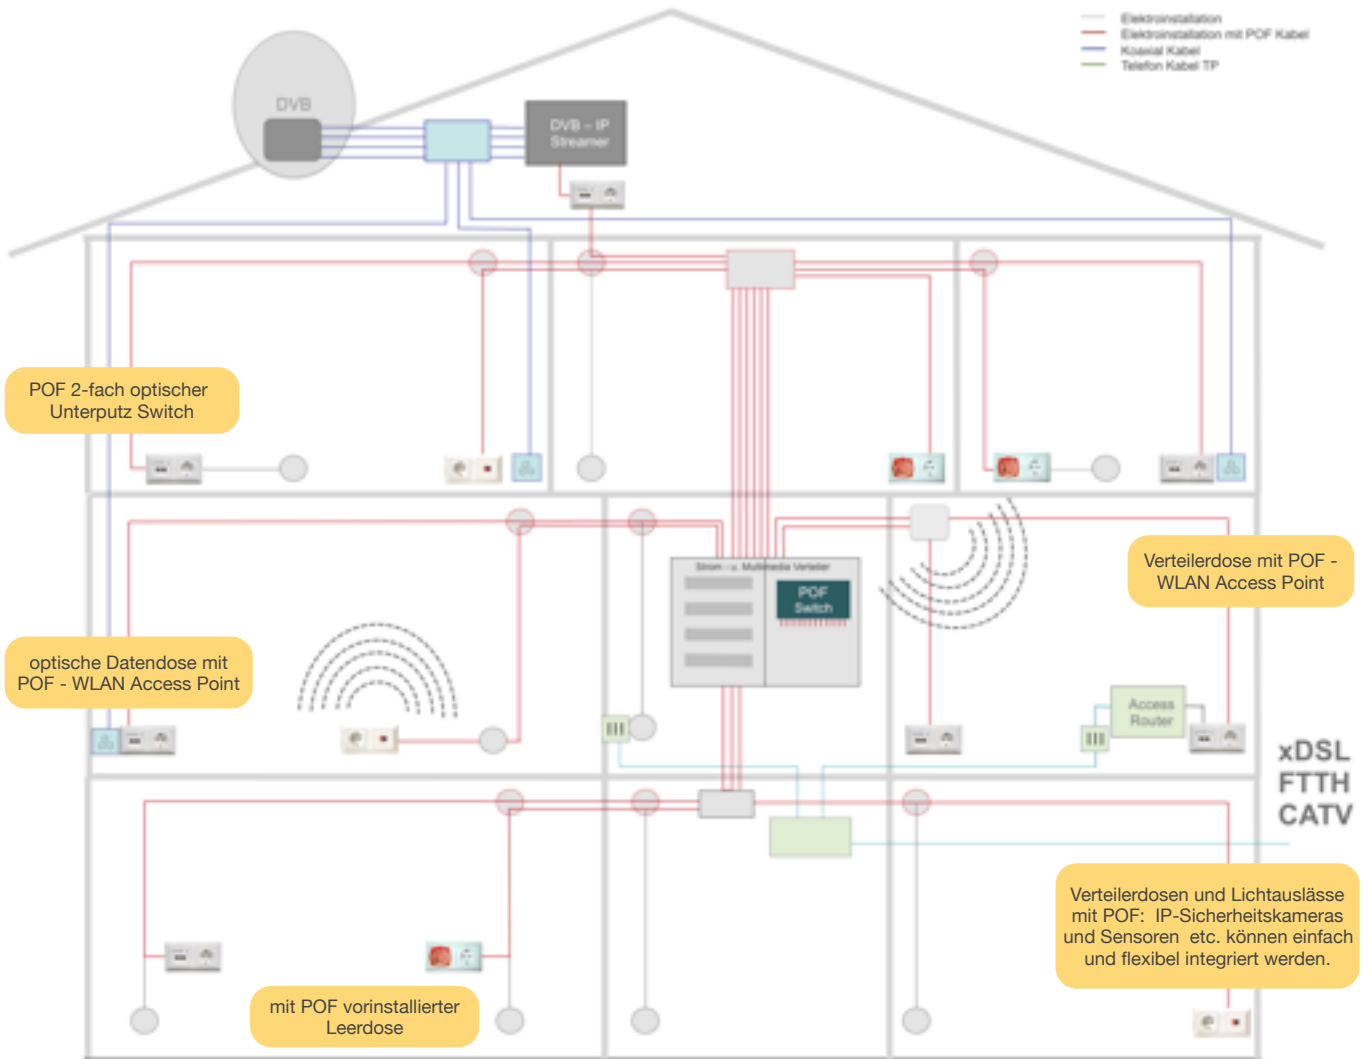 Elektroinstallation
Elektroinstallation mit POF Kabel
Koaxial Kabel
Telefon Kabel TP
DVB
DVB – IP
Streamer
POF 2-fach optischer
Unterputz Switch
Strom - u. Multimedia Verteiler
POF
Switch
Verteilerdose mit POF -
WLAN Access Point
optische Datendose mit
POF - WLAN Access Point
Access
Router
xDSL
FTTH
CATV
Verteilerdosen und Lichtauslässe
mit POF: IP-Sicherheitskameras
und Sensoren etc. können einfach
und flexibel integriert werden.
mit POF vorinstallierter
Leerdose